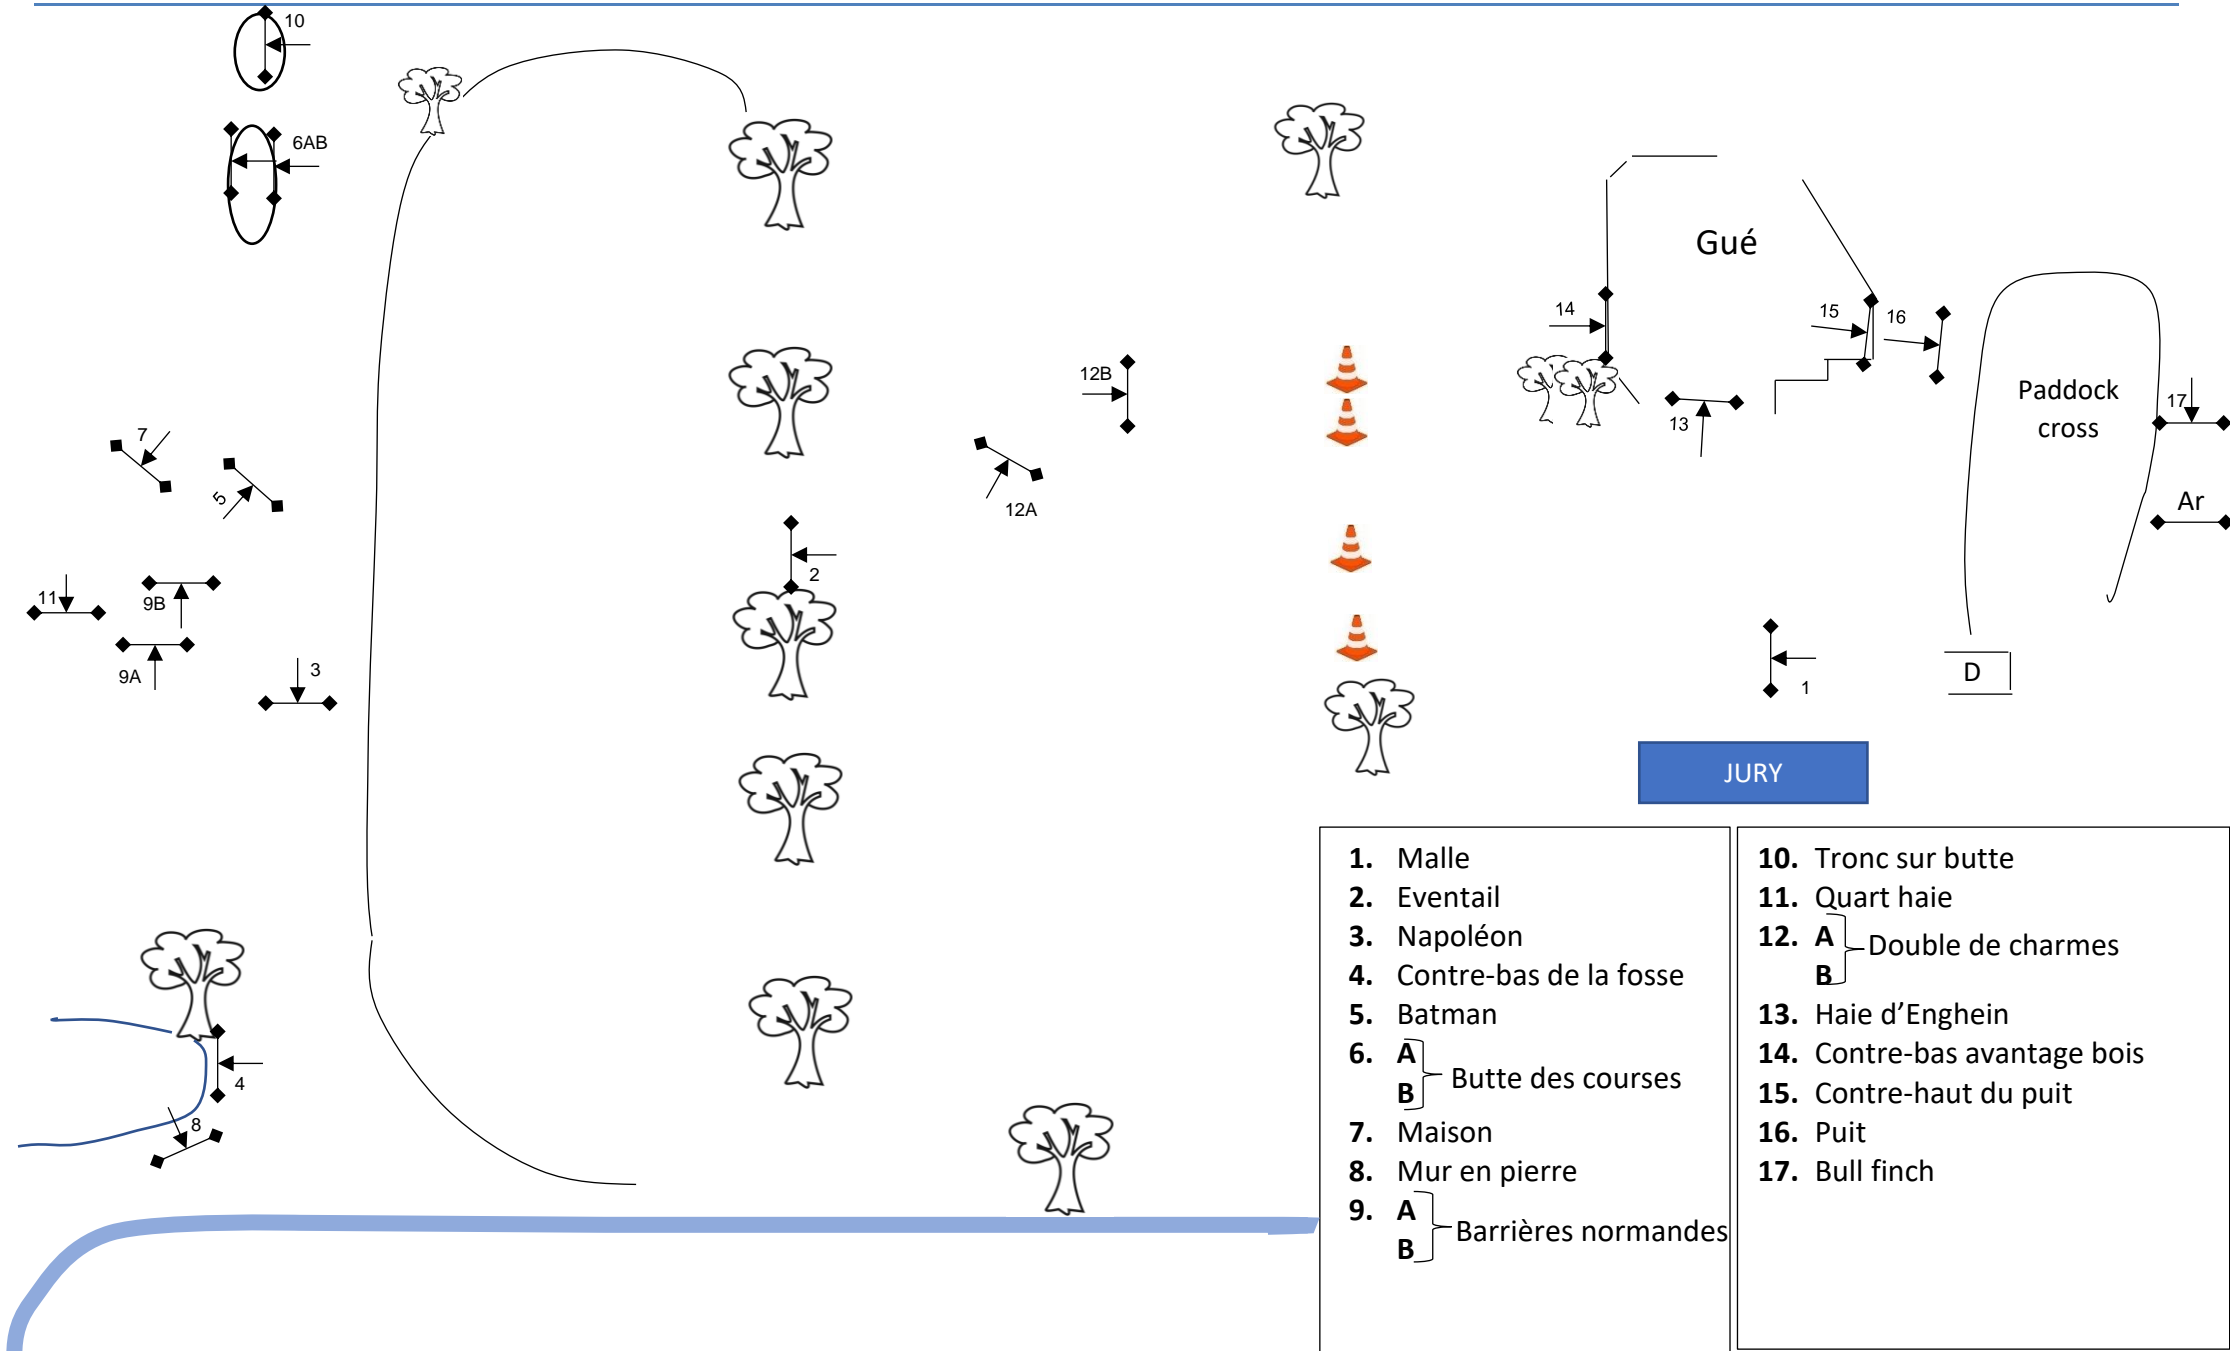 10
6AB
Gué
14
15
16
12B
Paddock
cross
17
13
7
5
12A
Ar
2
11
9B
9A
3
1
D
JURY
4
8
1. Malle
2. Eventail
3. Napoléon
4. Contre-bas de la fosse
5. Batman
6. A
B
Butte des courses
7. Maison
8. Mur en pierre
9. A
B
Barrières normandes
10. Tronc sur butte
11. Quart haie
12. A
B
Double de charmes
13. Haie d’Enghein
14. Contre-bas avantage bois
15. Contre-haut du puit
16. Puit
17. Bull finch